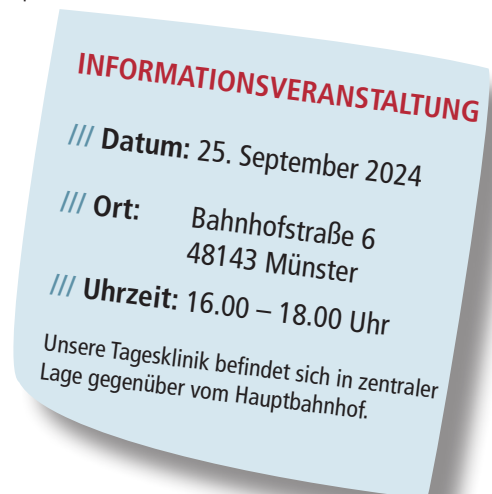 INFORMATIONSVERANSTALTUNG
/// Datum: 25. September 2024
/// Ort: Bahnhofstraße 6
48143 Münster
/// Uhrzeit: 16.00 – 18.00 Uhr
Unsere Tagesklinik befindet sich in zentraler
Lage gegenüber vom Hauptbahnhof.